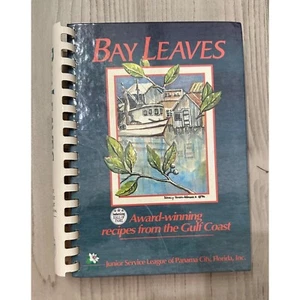 BAY LEAVES
Award-winning
recipes from the Gulf Coast
Junior Service League of Panama City, Florida, Inc.